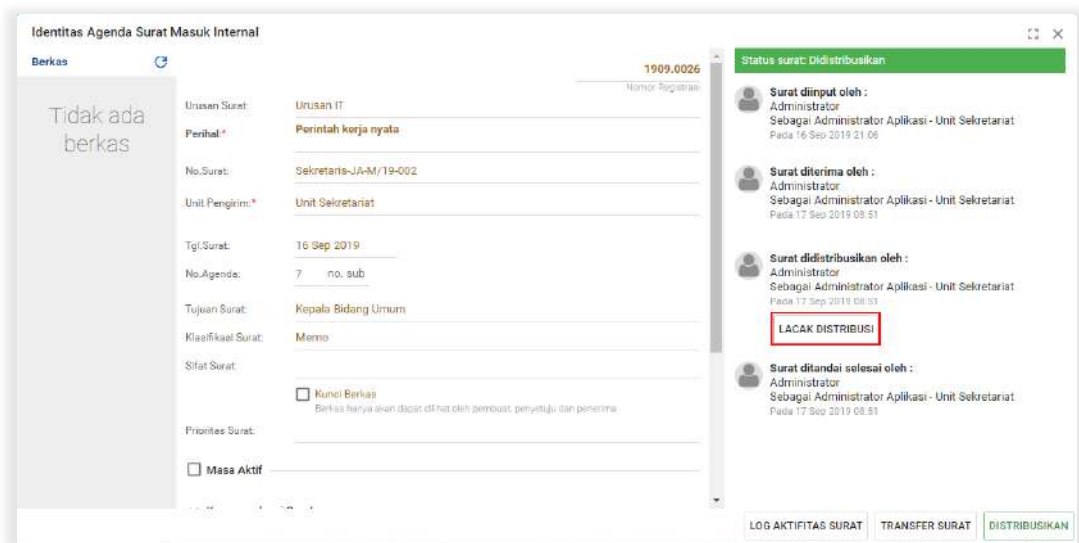 Identitas Agenda Surat Masuk Internal
Berkas
Tidak ada
berkas
1909.0026
Nomor Registrasi
Urusan Surat:
Urusan IT
Perihal:*
Perintah kerja nyata
No.Surat:
Sekretaris-JA-M/19-002
Unit Pengirim:*
Unit Sekretariat
Tgl.Surat:
16 Sep 2019
No.Agenda:
7 no. sub
Tujuan Surat:
Kepala Bidang Umum
Klasifikasi Surat:
Memo
Sifat Surat:
Kunci Berkas
Berkas hanya akan dapat dilihat oleh pembuat, penyetuju dan penerima
Prioritas Surat:
Masa Aktif
Status surat: Didistribusikan
Surat diinput oleh :
Administrator
Sebagai Administrator Aplikasi - Unit Sekretariat
Pada 16 Sep 2019 21.06
Surat diterima oleh :
Administrator
Sebagai Administrator Aplikasi - Unit Sekretariat
Pada 17 Sep 2019 08:51
Surat didistribusikan oleh :
Administrator
Sebagai Administrator Aplikasi - Unit Sekretariat
Pada 17 Sep 2019 08:51
LACAK DISTRIBUSI
Surat ditandai selesai oleh :
Administrator
Sebagai Administrator Aplikasi - Unit Sekretariat
Pada 17 Sep 2019 08:51
LOG AKTIFITAS SURAT
TRANSFER SURAT
DISTRIBUSIKAN